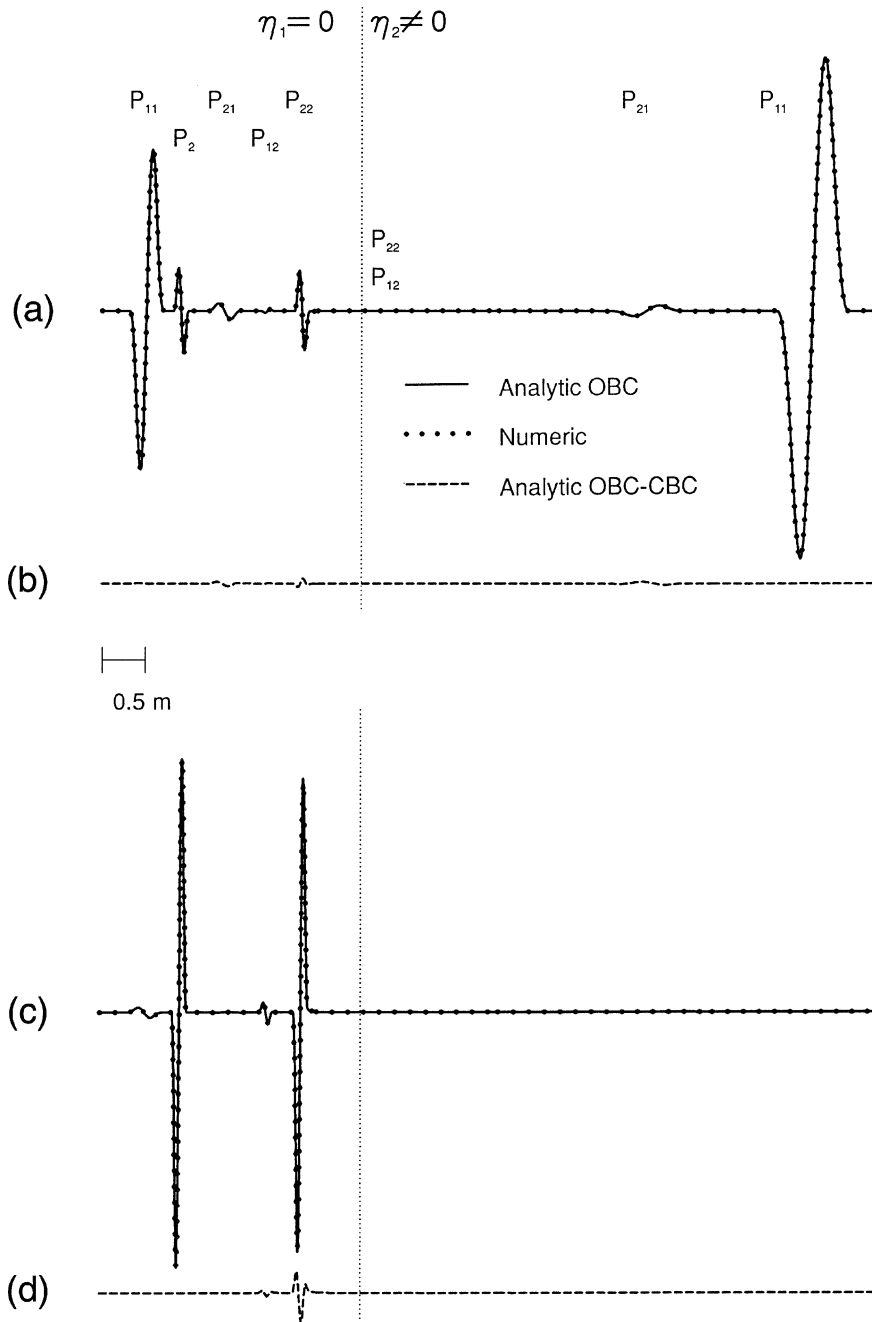 η₁= 0 η₂≠ 0
P₁₁ P₂₁ P₂₂ P₂₁ P₁₁
P₂ P₁₂
P₂₂
P₁₂
(a)
Analytic OBC
Numeric
Analytic OBC-CBC
(b)
0.5 m
(c)
(d)